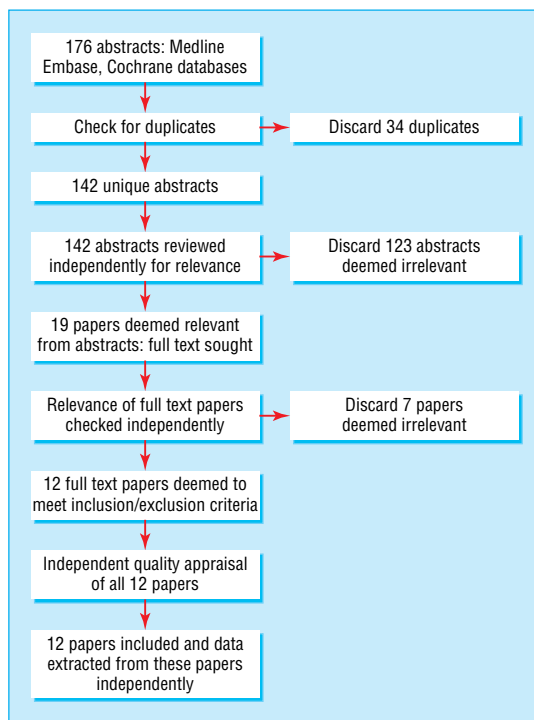 176 abstracts: Medline
Embase, Cochrane databases
Check for duplicates
Discard 34 duplicates
142 unique abstracts
142 abstracts reviewed
independently for relevance
Discard 123 abstracts
deemed irrelevant
19 papers deemed relevant
from abstracts: full text sought
Relevance of full text papers
checked independently
Discard 7 papers
deemed irrelevant
12 full text papers deemed to
meet inclusion/exclusion criteria
Independent quality appraisal
of all 12 papers
12 papers included and data
extracted from these papers
independently